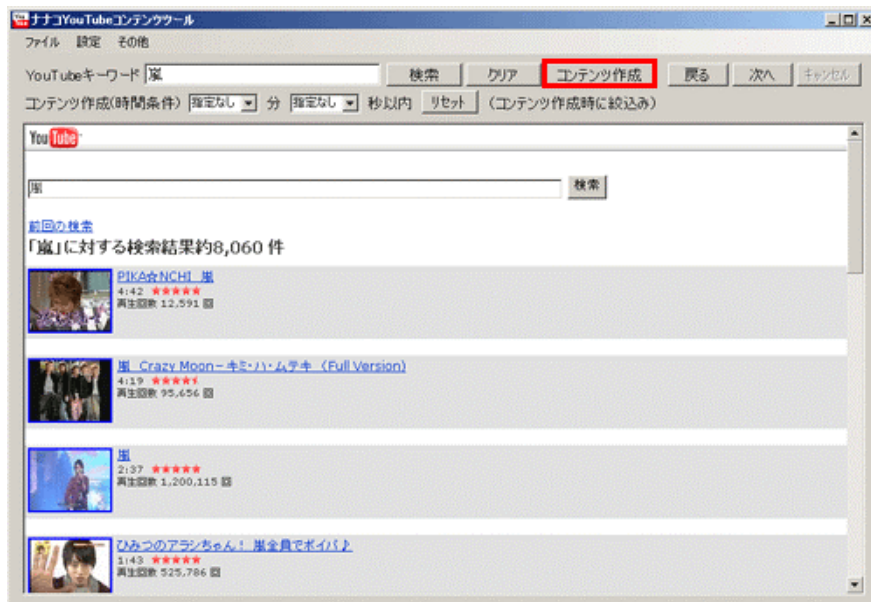 ナナコYouTubeコンテンツツール
ファイル 設定 その他
YouTubeキーワード 嵐 検索 クリア コンテンツ作成 戻る 次へ キャンセル
コンテンツ作成(時間条件) 指定なし 分 指定なし 秒以内 リセット (コンテンツ作成時に絞込み)
YouTube
嵐 検索
前回の検索
「嵐」に対する検索結果約8,060 件
PIKA☆NCHI 嵐
4:42 ★★★★★
再生回数 12,591 回
嵐 Crazy Moon－キミ・ハ・ムテキ (Full Version)
4:19 ★★★★★
再生回数 95,656 回
嵐
2:37 ★★★★★
再生回数 1,200,115 回
ひみつのアラシちゃん！ 嵐全員でボイパ♪
1:43 ★★★★★
再生回数 525,786 回